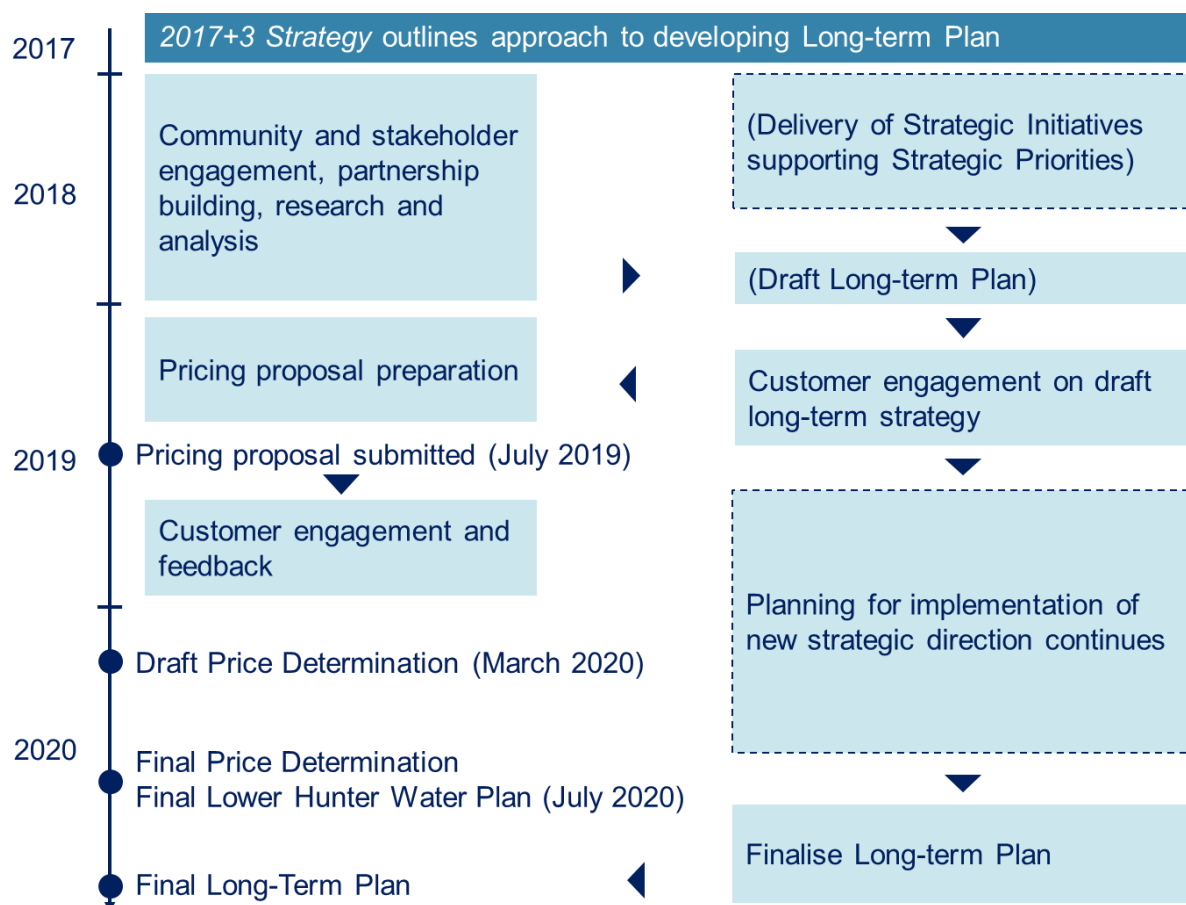 2017
2017+3 Strategy outlines approach to developing Long-term Plan
2018
Community and stakeholder
engagement, partnership
building, research and
analysis
(Delivery of Strategic Initiatives
supporting Strategic Priorities)
(Draft Long-term Plan)
Pricing proposal preparation
Customer engagement on draft
long-term strategy
2019
Pricing proposal submitted (July 2019)
Customer engagement and
feedback
Planning for implementation of
new strategic direction continues
Draft Price Determination (March 2020)
2020
Final Price Determination
Final Lower Hunter Water Plan (July 2020)
Finalise Long-term Plan
Final Long-Term Plan